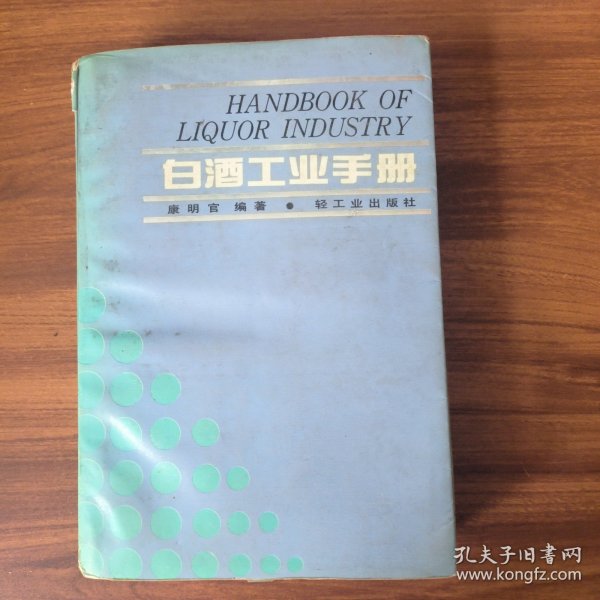 HANDBOOK OF
LIQUOR INDUSTRY
白酒工业手册
康明官 编著 ● 轻工业出版社
孔夫子旧书网
www.kongfz.com